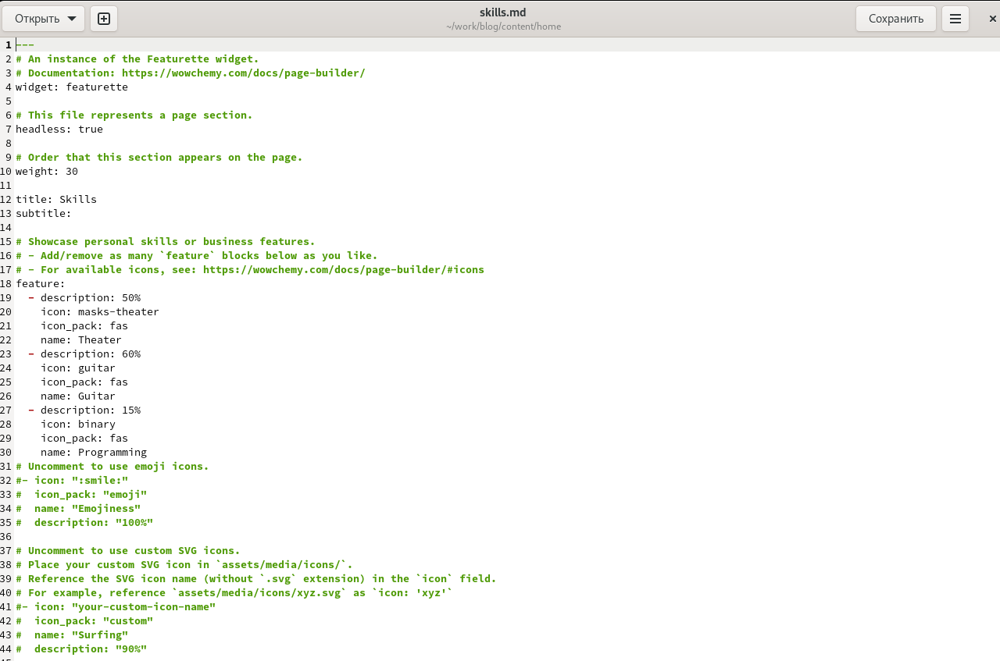 Открыть
skills.md
~/work/blog/content/home
Сохранить
1 ---
2 # An instance of the Featurette widget.
3 # Documentation: https://wowchemy.com/docs/page-builder/
4 widget: featurette
5
6 # This file represents a page section.
7 headless: true
8
9 # Order that this section appears on the page.
10 weight: 30
11
12 title: Skills
13 subtitle:
14
15 # Showcase personal skills or business features.
16 # - Add/remove as many `feature` blocks below as you like.
17 # - For available icons, see: https://wowchemy.com/docs/page-builder/#icons
18 feature:
19   - description: 50%
20     icon: masks-theater
21     icon_pack: fas
22     name: Theater
23   - description: 60%
24     icon: guitar
25     icon_pack: fas
26     name: Guitar
27   - description: 15%
28     icon: binary
29     icon_pack: fas
30     name: Programming
31 # Uncomment to use emoji icons.
32 #- icon: ":smile:"
33 #  icon_pack: "emoji"
34 #  name: "Emojiness"
35 #  description: "100%"
36
37 # Uncomment to use custom SVG icons.
38 # Place your custom SVG icon in `assets/media/icons/`.
39 # Reference the SVG icon name (without `.svg` extension) in the `icon` field.
40 # For example, reference `assets/media/icons/xyz.svg` as `icon: 'xyz'`
41 #- icon: "your-custom-icon-name"
42 #  icon_pack: "custom"
43 #  name: "Surfing"
44 #  description: "90%"